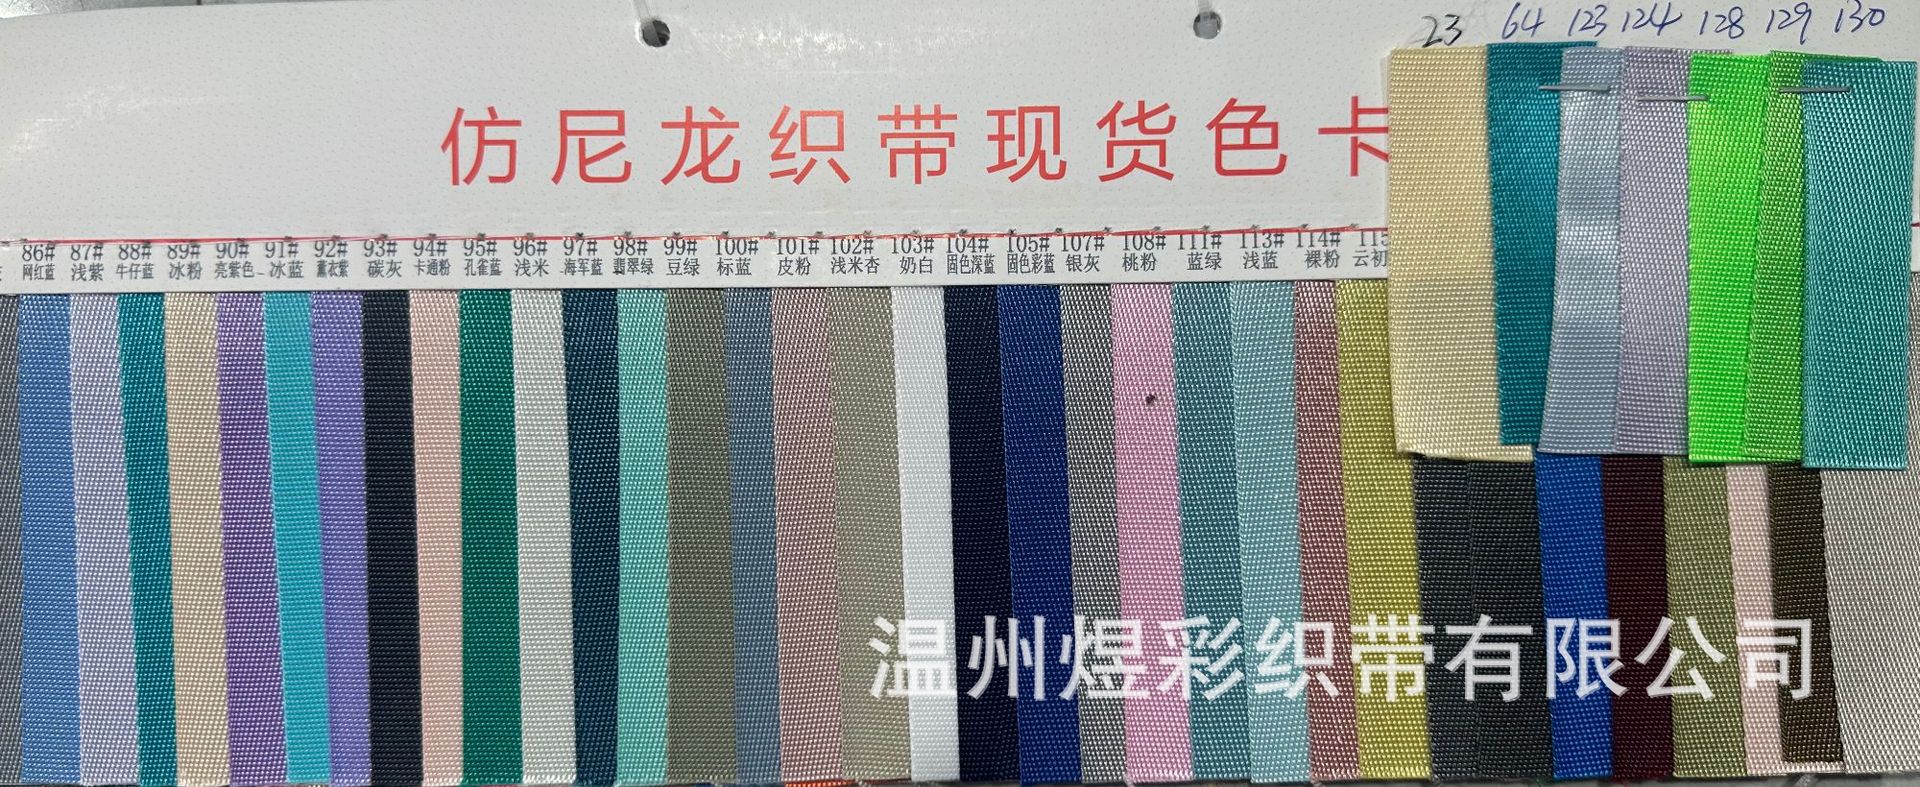 23 64 123 124 128 129 130
仿尼龙织带现货色卡
86# 87# 88# 89# 90# 91# 92# 93# 94# 95# 96# 97# 98# 99# 100# 101# 102# 103# 104# 105# 107# 108# 111# 113# 114# 115
网红蓝 浅紫 牛仔蓝 冰粉 亮紫色 冰蓝 薰衣紫 碳灰 卡通粉 孔雀蓝 浅米 海军蓝 翡翠绿 豆绿 标蓝 皮粉 浅米杏 奶白 固色深蓝 固色彩蓝 银灰 桃粉 蓝绿 浅蓝 裸粉 云初
温州煜彩织带有限公司